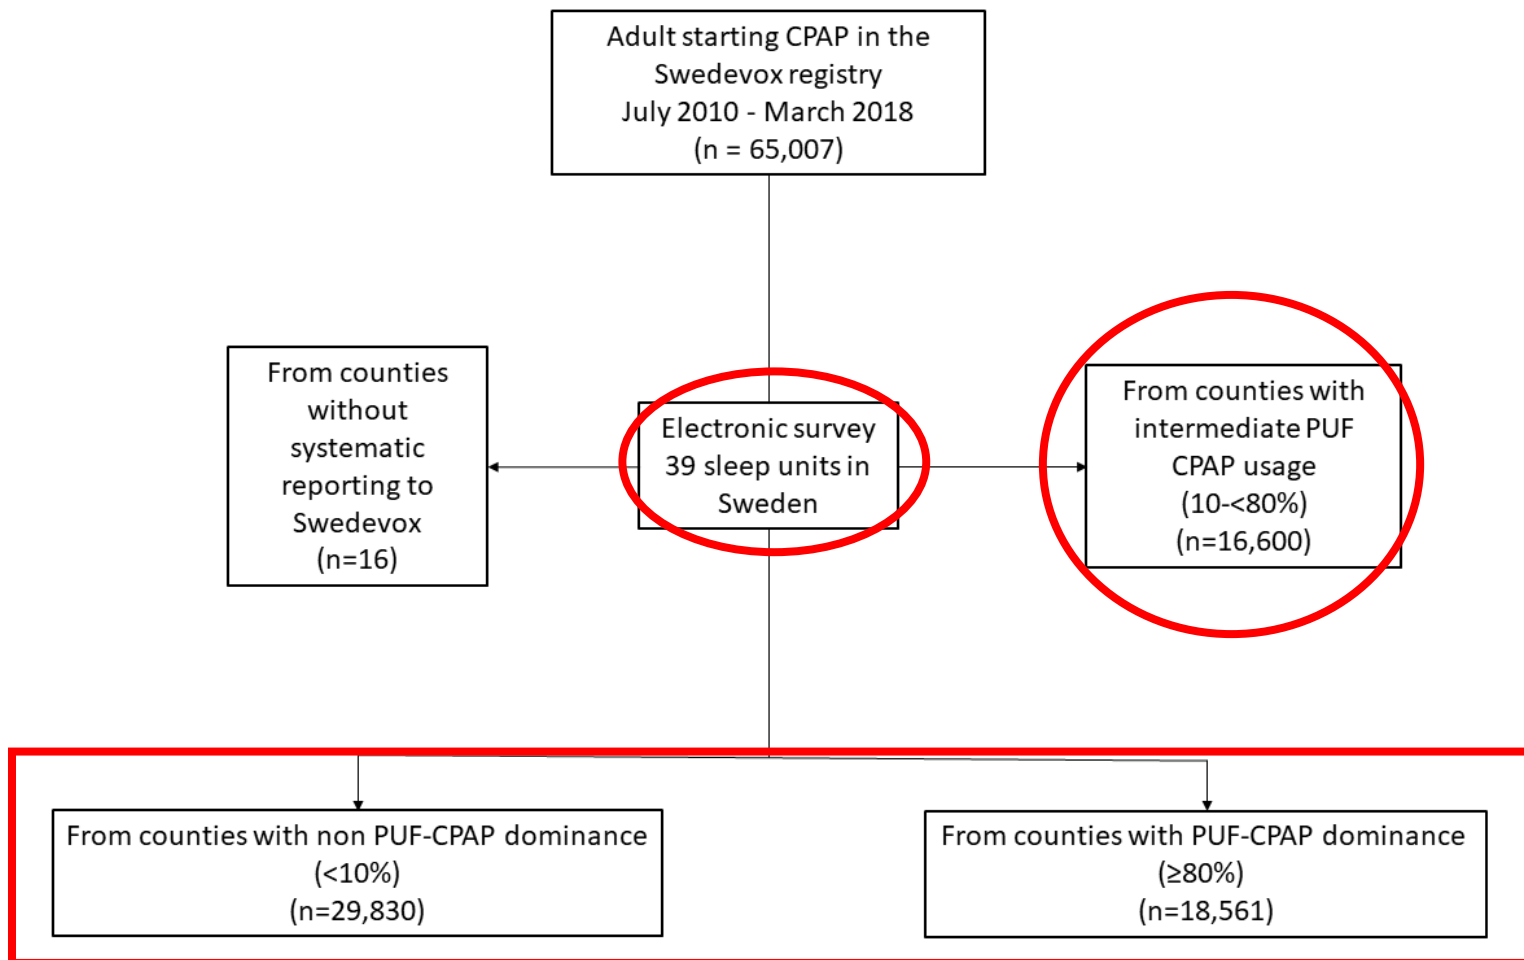 Adult starting CPAP in the
Swedevox registry
July 2010 - March 2018
(n = 65,007)
From counties
without
systematic
reporting to
Swedevox
(n=16)
Electronic survey
39 sleep units in
Sweden
From counties with
intermediate PUF
CPAP usage
(10-<80%)
(n=16,600)
From counties with non PUF-CPAP dominance
(<10%)
(n=29,830)
From counties with PUF-CPAP dominance
(≥80%)
(n=18,561)